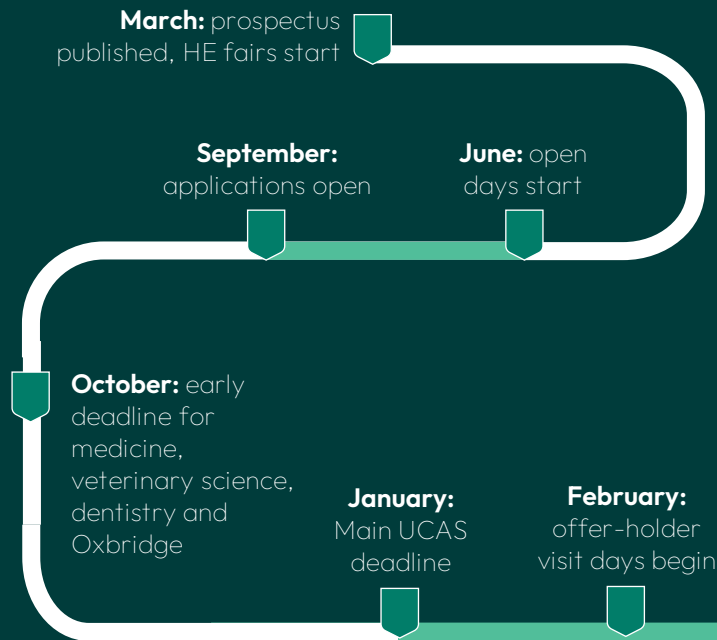 March: prospectus
published, HE fairs start
September:
applications open
June: open
days start
October: early
deadline for
medicine,
veterinary science,
dentistry and
Oxbridge
January:
Main UCAS
deadline
February:
offer-holder
visit days begin